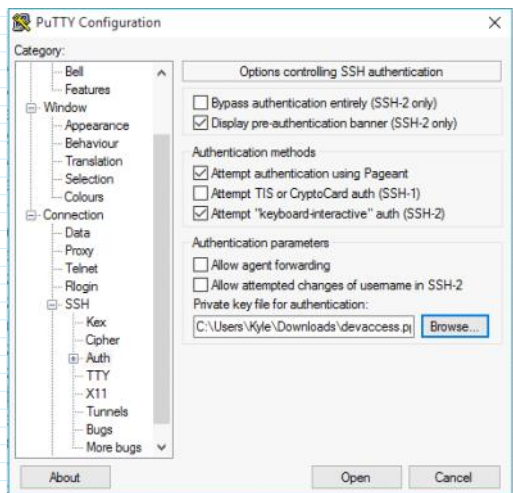 PuTTY Configuration
Category:
Bell
Features
Window
Appearance
Behaviour
Translation
Selection
Colours
Connection
Data
Proxy
Telnet
Rlogin
SSH
Kex
Cipher
Auth
TTY
X11
Tunnels
Bugs
More bugs
Options controlling SSH authentication
Bypass authentication entirely (SSH-2 only)
Display pre-authentication banner (SSH-2 only)
Authentication methods
Attempt authentication using Pageant
Attempt TIS or CryptoCard auth (SSH-1)
Attempt "keyboard-interactive" auth (SSH-2)
Authentication parameters
Allow agent forwarding
Allow attempted changes of username in SSH-2
Private key file for authentication:
C:\Users\Kyle\Downloads\devaccess.p
Browse...
About
Open
Cancel